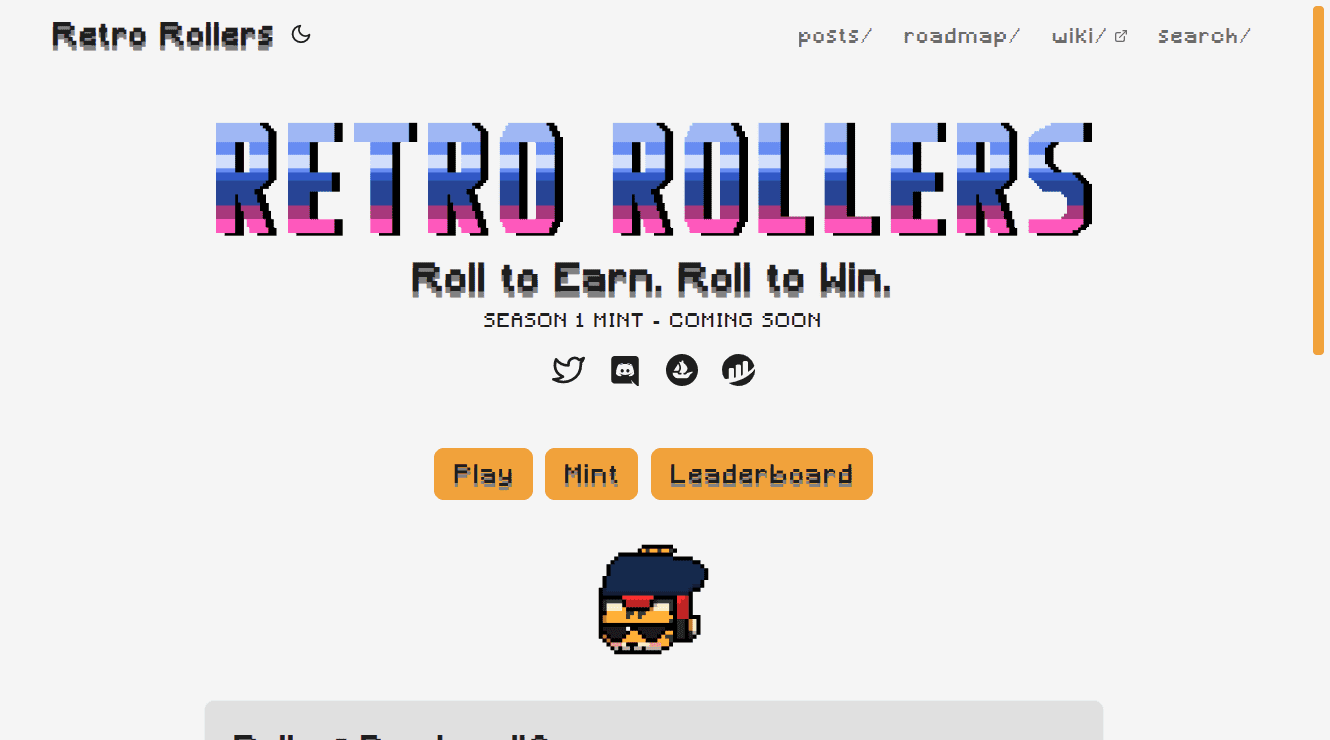 Retro Rollers
posts/ roadmap/ wiki/ search/
RETRO ROLLERS
Roll to Earn. Roll to Win.
SEASON 1 MINT - COMING SOON
Play Mint Leaderboard